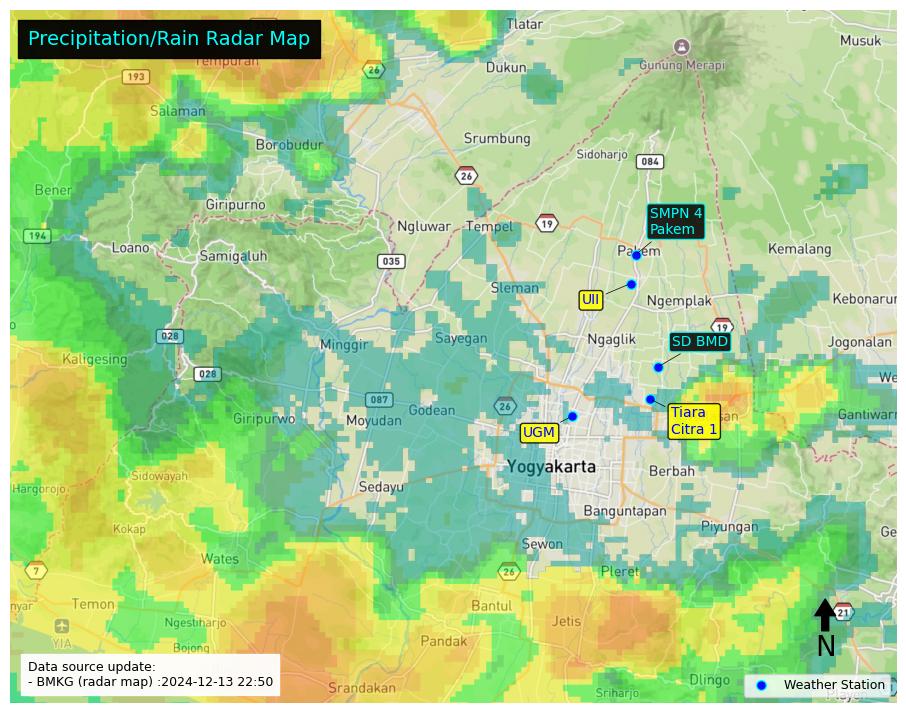 Precipitation/Rain Radar Map
Tlatar
Musuk
Tempuran
26
193
Dukun
Gunung Merapi
Salaman
Borobudur
Srumbung
Sidoharjo
084
26
Bener
Giripurno
SMPN 4
Pakem
194
Ngluwar
Tempel
19
Loano
Samigaluh
035
Pakem
Kemalang
Sleman
UII
Ngemplak
Kebonarum
028
Minggir
Sayegan
Ngaglik
19
SD BMD
Jogonalan
Kaligesing
028
087
Godean
26
Giripurwo
Moyudan
UGM
Tiara
Citra 1
Gantiwarn
Yogyakarta
Sidowayah
Sedayu
Berbah
Hargorojo
Banguntapan
Kokap
Piyungan
Wates
Sewon
7
26
Pleret
Temon
Bantul
Ngestiharjo
Jetis
21
YIA
Bojong
Pandak
N
Data source update:
- BMKG (radar map) :2024-12-13 22:50
Srandakan
Sriharjo
Dlingo
Weather Station